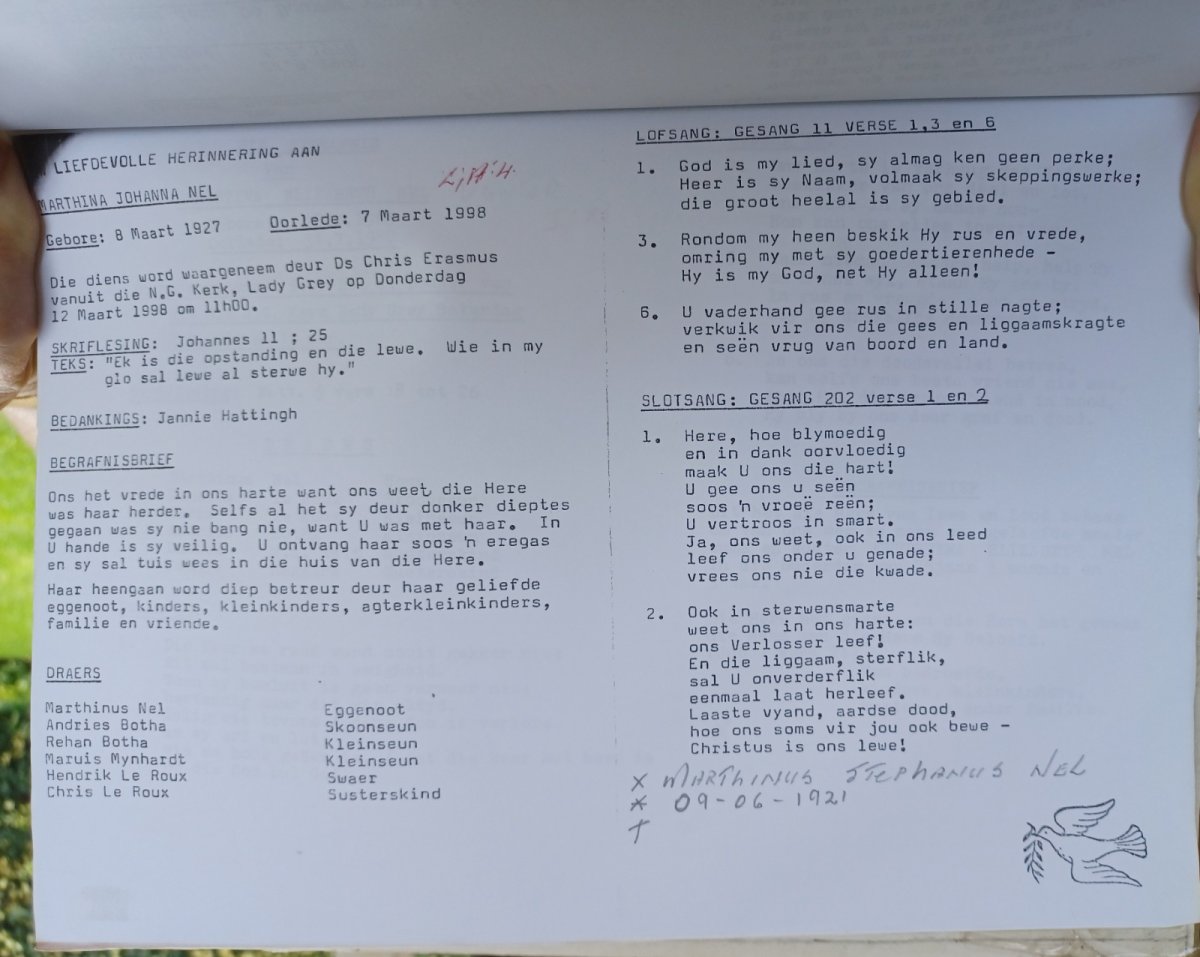 LIEFDEVOLLE HERINNERING AAN
MARTHINA JOHANNA NEL
Gebore: 8 Maart 1927 Oorlede: 7 Maart 1998
Die diens word waargeneem deur Ds Chris Erasmus
vanuit die N.G. Kerk, Lady Grey op Donderdag
12 Maart 1998 om 11h00.
SKRIFLESING: Johannes 11 ; 25
TEKS: "Ek is die opstanding en die lewe. Wie in my
glo sal lewe al sterwe hy."
BEDANKINGS: Jannie Hattingh
BEGRAFNISBRIEF
Ons het vrede in ons harte want ons weet die Here
was haar herder. Selfs al het sy deur donker dieptes
gegaan was sy nie bang nie, want U was met haar. In
U hande is sy veilig. U ontvang haar soos 'n eregas
en sy sal tuis wees in die huis van die Here.
Haar heengaan word diep betreur deur haar geliefde
eggenoot, kinders, kleinkinders, agterkleinkinders,
familie en vriende.
DRAERS
Marthinus Nel Eggenoot
Andries Botha Skoonseun
Rehan Botha Kleinseun
Maruis Mynhardt Kleinseun
Hendrik Le Roux Swaer
Chris Le Roux Susterskind
LOFSANG: GESANG 11 VERSE 1,3 en 6
1. God is my lied, sy almag ken geen perke;
Heer is sy Naam, volmaak sy skeppingswerke;
die groot heelal is sy gebied.
3. Rondom my heen beskik Hy rus en vrede,
omring my met sy goedertierenhede -
Hy is my God, net Hy alleen!
6. U vaderhand gee rus in stille nagte;
verkwik vir ons die gees en liggaamskragte
en seën vrug van boord en land.
SLOTSANG: GESANG 202 verse 1 en 2
1. Here, hoe blymoedig
en in dank oorvloedig
maak U ons die hart!
U gee ons u seën
soos 'n vroeë reën;
U vertroos in smart.
Ja, ons weet, ook in ons leed
leef ons onder u genade;
vrees ons nie die kwade.
2. Ook in sterwensmarte
weet ons in ons harte:
ons Verlosser leef!
En die liggaam, sterflik,
sal U onverderflik
eenmaal laat herleef.
Laaste vyand, aardse dood,
hoe ons soms vir jou ook bewe -
Christus is ons lewe!
X MARTHINUS STEPHANUS NEL
* 09-06-1921
†